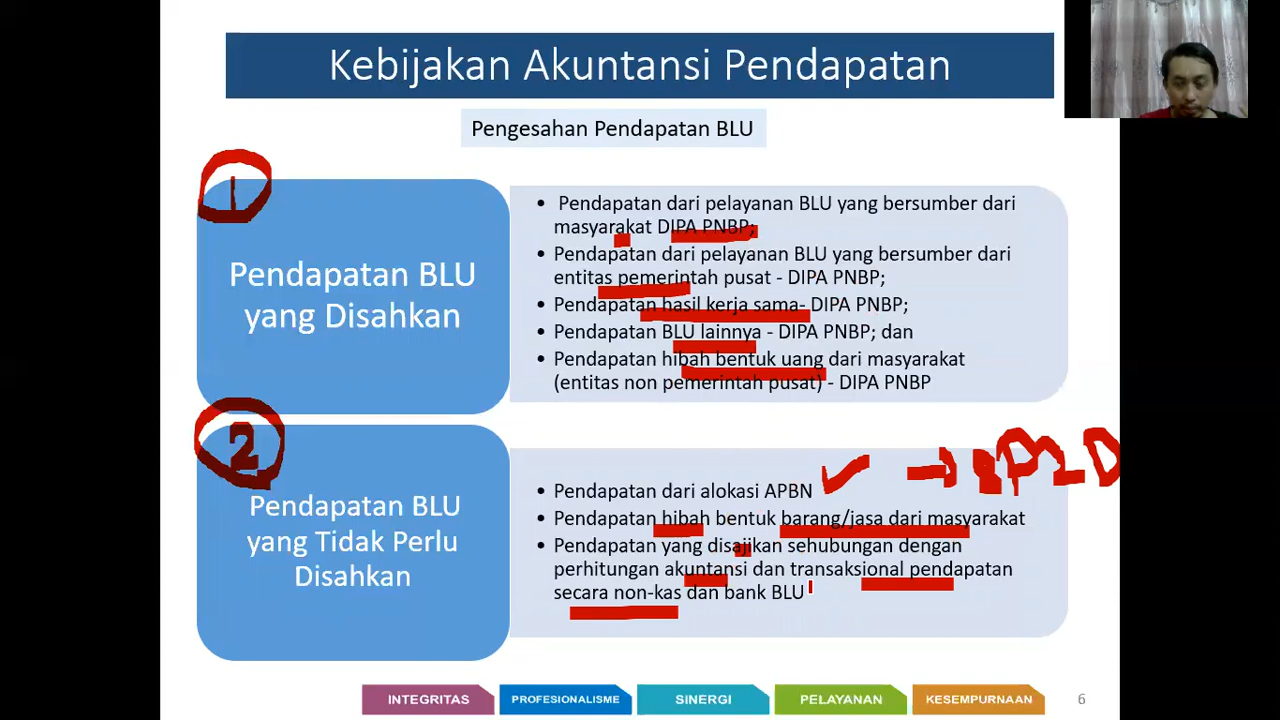 Kebijakan Akuntansi Pendapatan
Pengesahan Pendapatan BLU
1
Pendapatan BLU
yang Disahkan
• Pendapatan dari pelayanan BLU yang bersumber dari
masyarakat DIPA PNBP;
• Pendapatan dari pelayanan BLU yang bersumber dari
entitas pemerintah pusat - DIPA PNBP;
• Pendapatan hasil kerja sama- DIPA PNBP;
• Pendapatan BLU lainnya - DIPA PNBP; dan
• Pendapatan hibah bentuk uang dari masyarakat
(entitas non pemerintah pusat) - DIPA PNBP
2
Pendapatan BLU
yang Tidak Perlu
Disahkan
• Pendapatan dari alokasi APBN
• Pendapatan hibah bentuk barang/jasa dari masyarakat
• Pendapatan yang disajikan sehubungan dengan
perhitungan akuntansi dan transaksional pendapatan
secara non-kas dan bank BLU
INTEGRITAS
PROFESIONALISME
SINERGI
PELAYANAN
KESEMPURNAAN
6